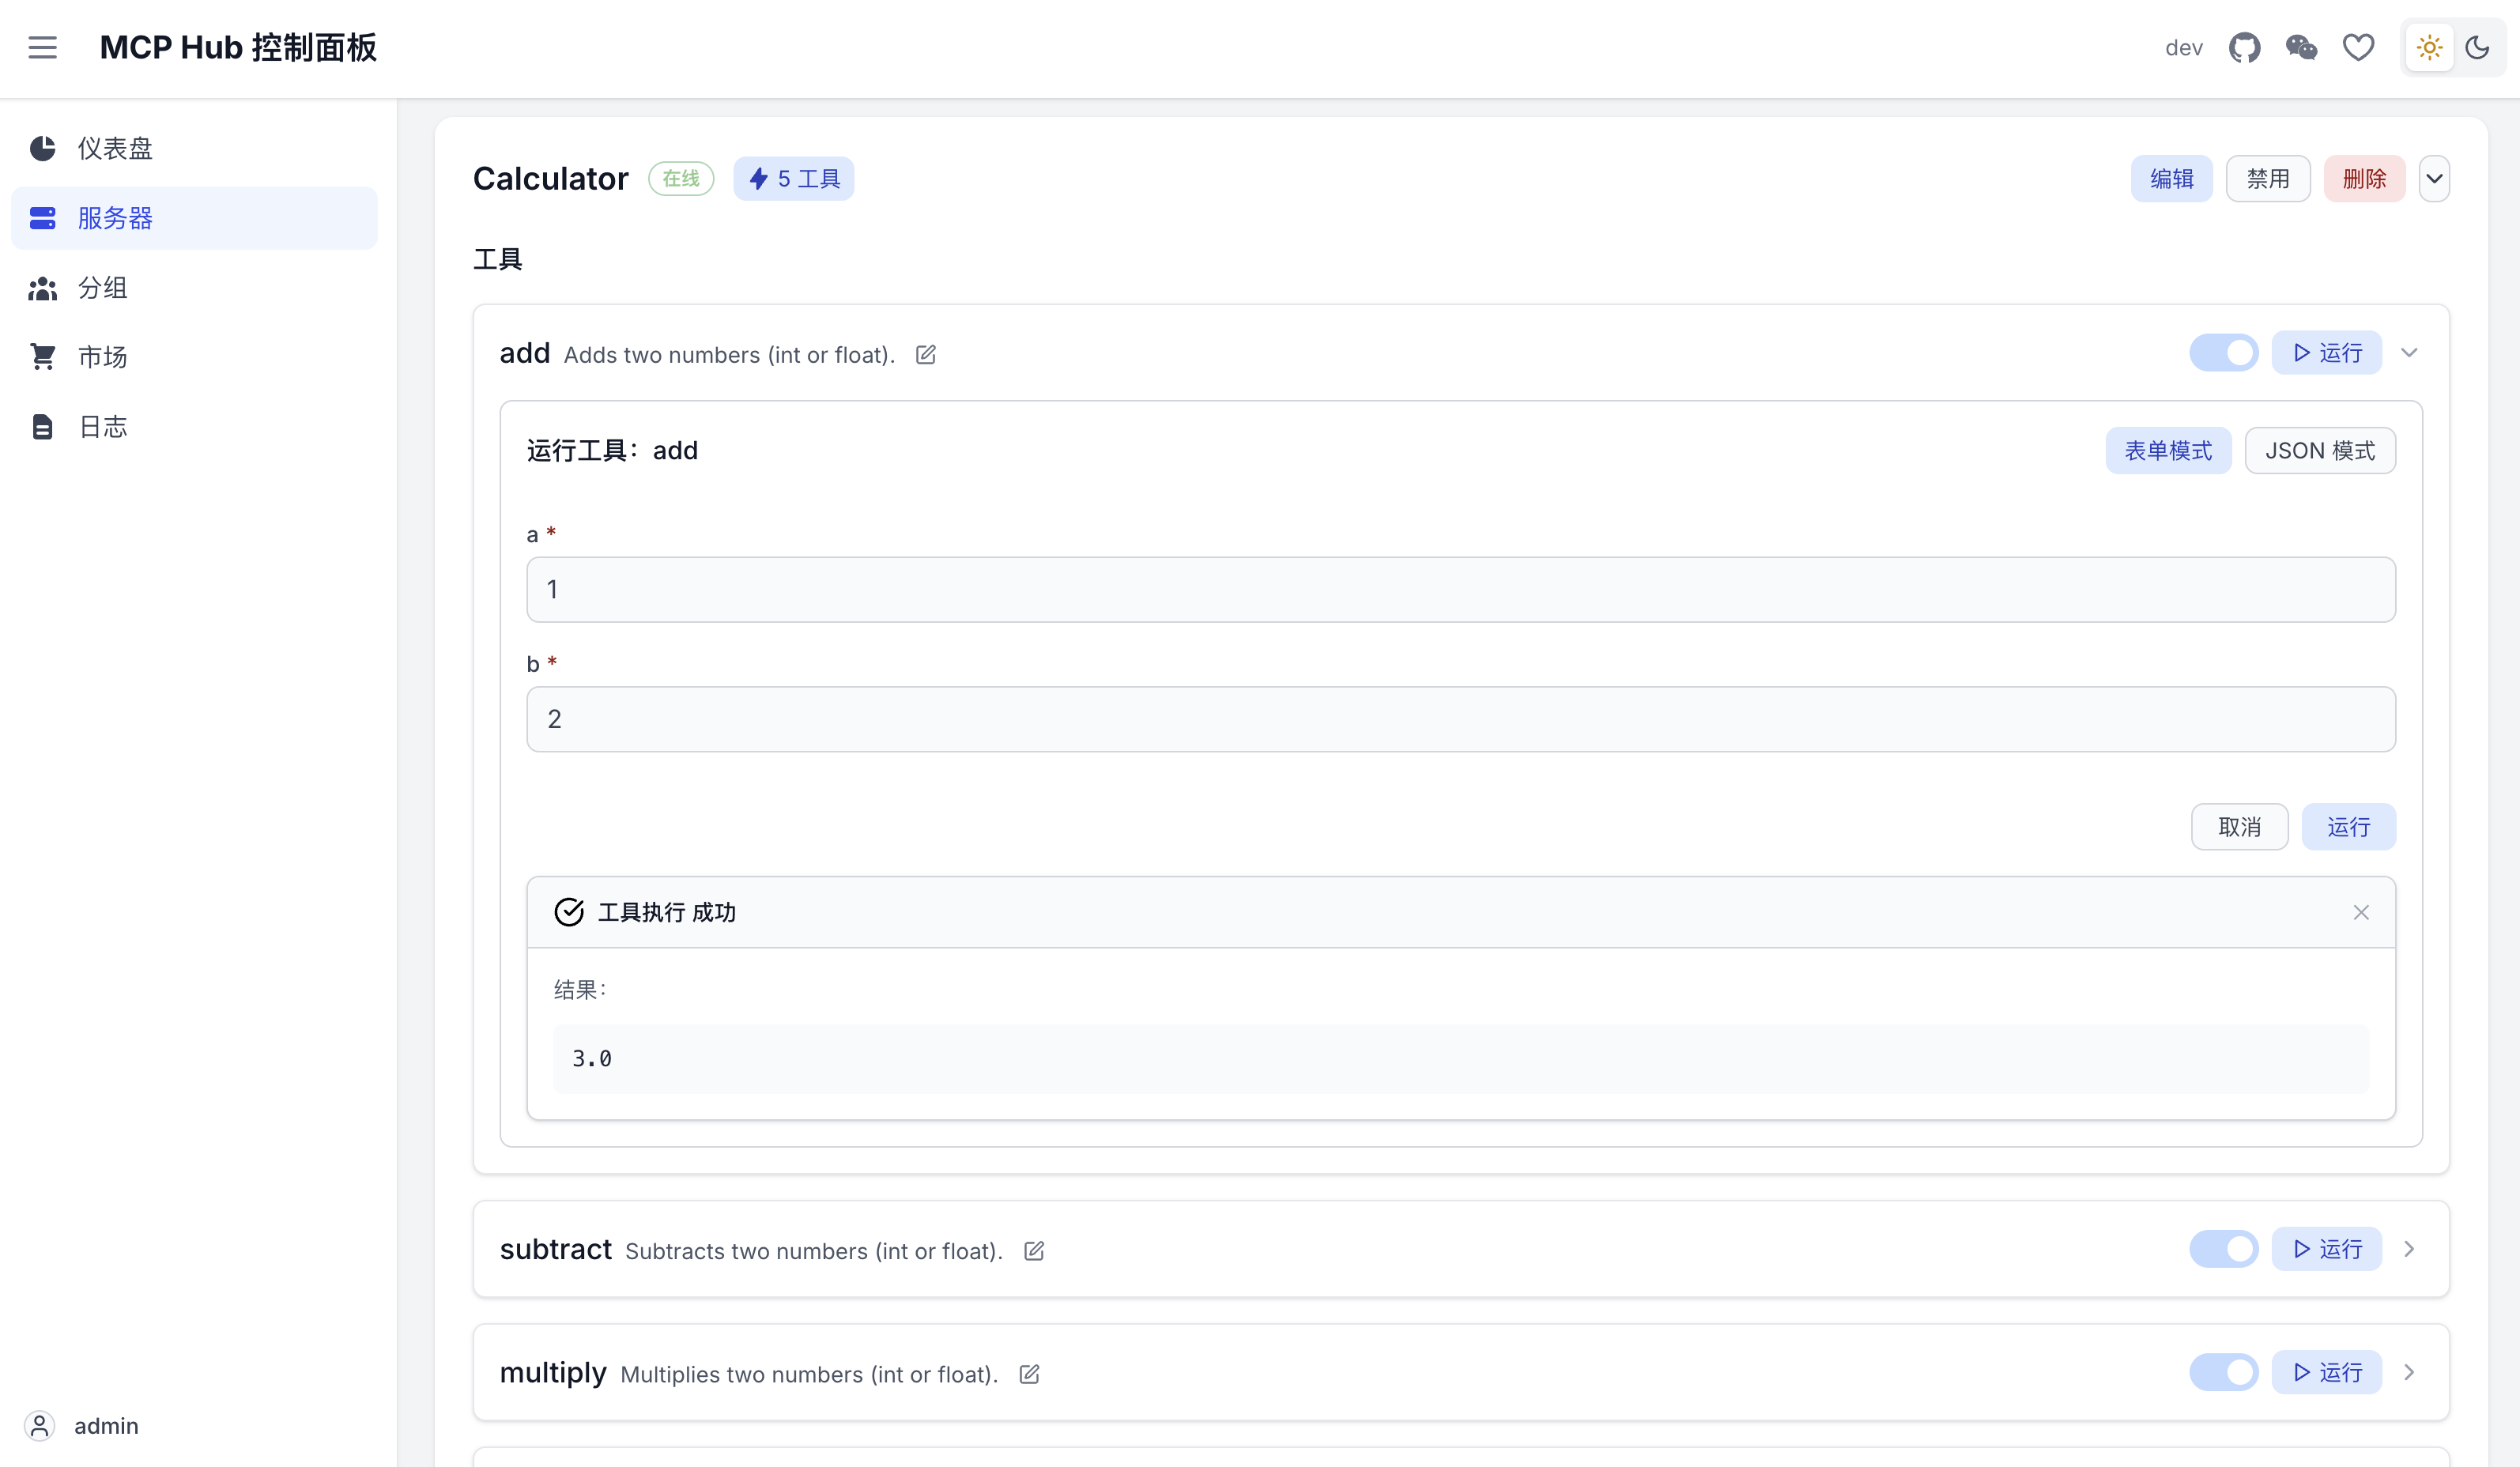 MCP Hub 控制面板
dev
仪表盘
服务器
分组
市场
日志
admin
Calculator 在线 5 工具
编辑 禁用 删除
工具
add Adds two numbers (int or float).
运行
运行工具：add
表单模式 JSON 模式
a *
1
b *
2
取消 运行
工具执行 成功
结果：
3.0
subtract Subtracts two numbers (int or float).
运行
multiply Multiplies two numbers (int or float).
运行